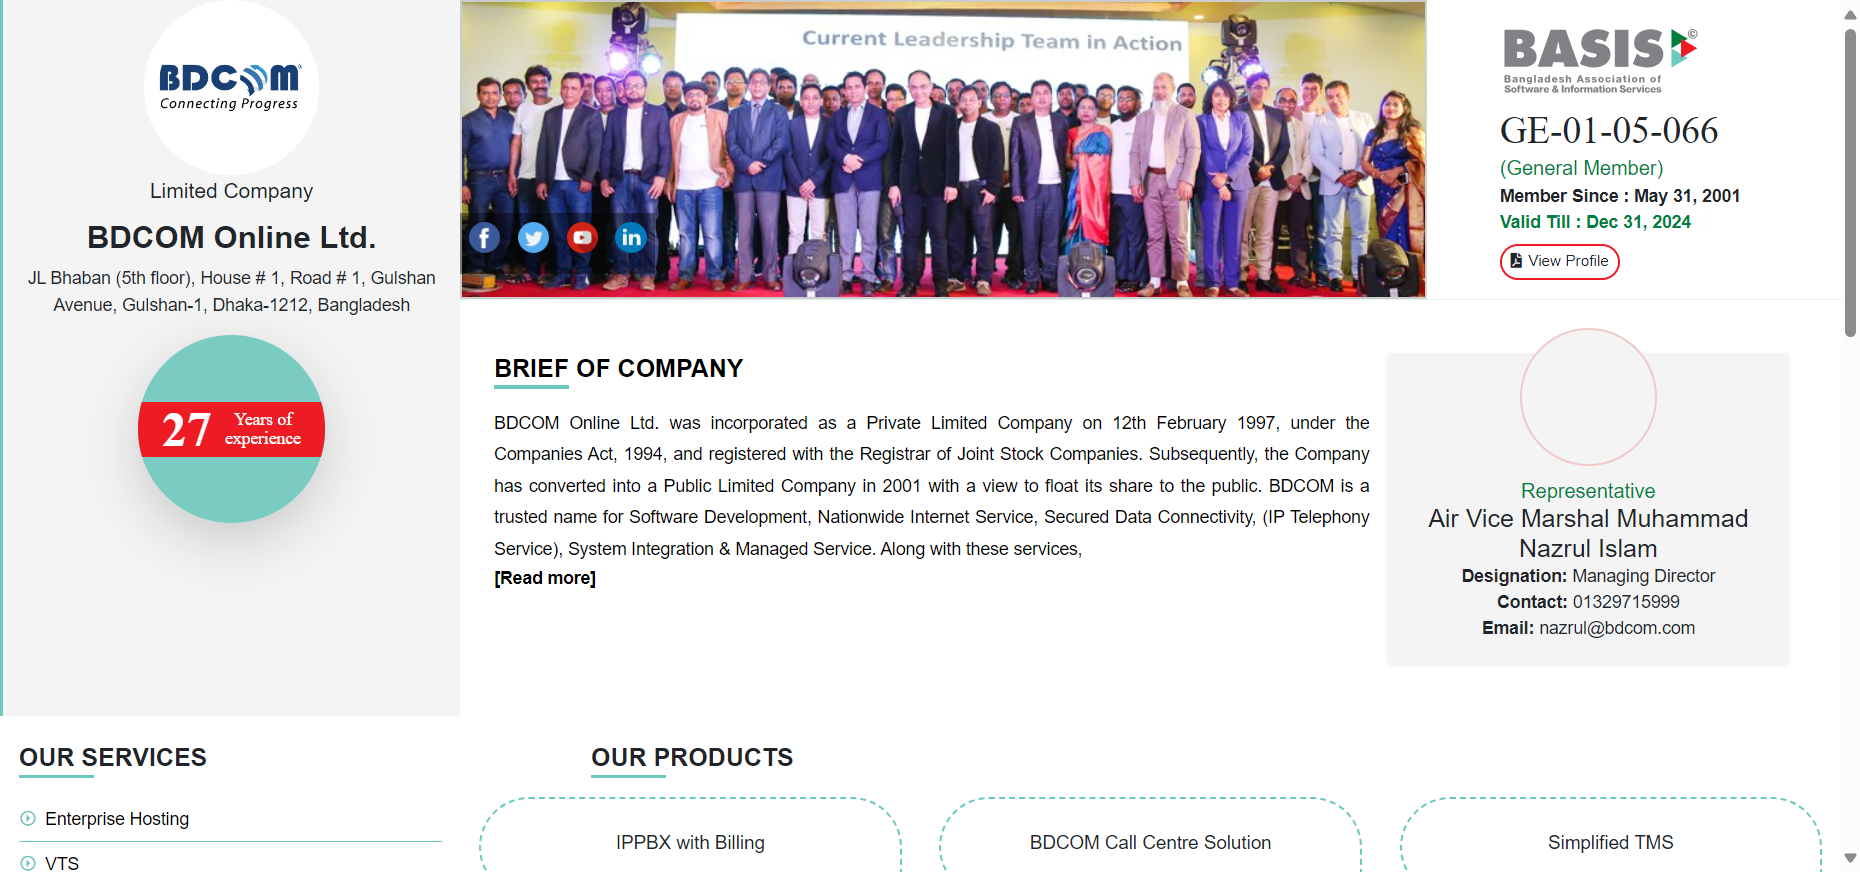 BDCOM
Connecting Progress
Limited Company
BDCOM Online Ltd.
JL Bhaban (5th floor), House # 1, Road # 1, Gulshan
Avenue, Gulshan-1, Dhaka-1212, Bangladesh
27 Years of
experience
Current Leadership Team in Action
BASIS©
Bangladesh Association of
Software & Information Services
GE-01-05-066
(General Member)
Member Since : May 31, 2001
Valid Till : Dec 31, 2024
View Profile
BRIEF OF COMPANY
BDCOM Online Ltd. was incorporated as a Private Limited Company on 12th February 1997, under the
Companies Act, 1994, and registered with the Registrar of Joint Stock Companies. Subsequently, the Company
has converted into a Public Limited Company in 2001 with a view to float its share to the public. BDCOM is a
trusted name for Software Development, Nationwide Internet Service, Secured Data Connectivity, (IP Telephony
Service), System Integration & Managed Service. Along with these services,
[Read more]
Representative
Air Vice Marshal Muhammad
Nazrul Islam
Designation: Managing Director
Contact: 01329715999
Email: nazrul@bdcom.com
OUR SERVICES
Enterprise Hosting
VTS
OUR PRODUCTS
IPPBX with Billing
BDCOM Call Centre Solution
Simplified TMS